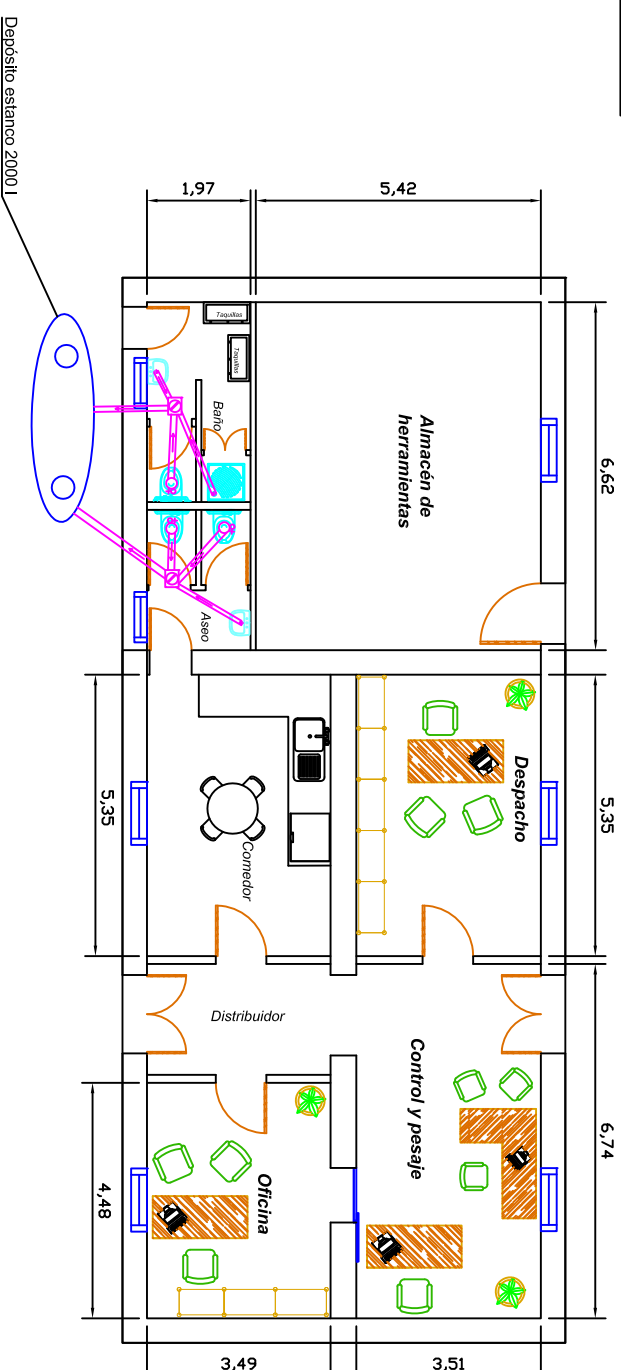 Depósito estanco 2000 l
1,97
5,42
6,62
Taquillas
Taquillas
Baño
Almacén de
herramientas
Aseo
5,35
5,35
Despacho
Comedor
Distribuidor
Control y pesaje
6,74
4,48
Oficina
3,49
3,51